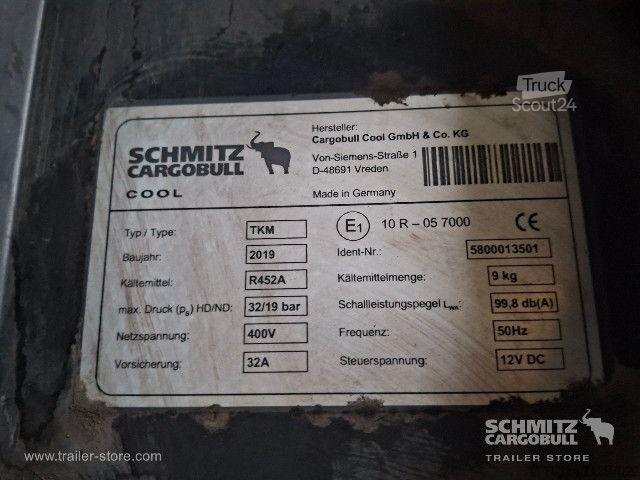 Truck
Scout24
SCHMITZ
CARGOBULL
COOL
Hersteller:
Cargobull Cool GmbH & Co. KG
Von-Siemens-Straße 1
D-48691 Vreden
Made in Germany
Typ / Type: TKM E1 10 R – 05 7000 CE
Baujahr: 2019 Ident-Nr.: 5800013501
Kältemittel: R452A Kältemittelmenge: 9 kg
max. Druck (ps) HD/ND: 32/19 bar Schallleistungspegel LWA: 99,8 db(A)
Netzspannung: 400V Frequenz: 50Hz
Vorsicherung: 32A Steuerspannung: 12V DC
www.trailer-store.com
SCHMITZ
CARGOBULL
TRAILER STORE